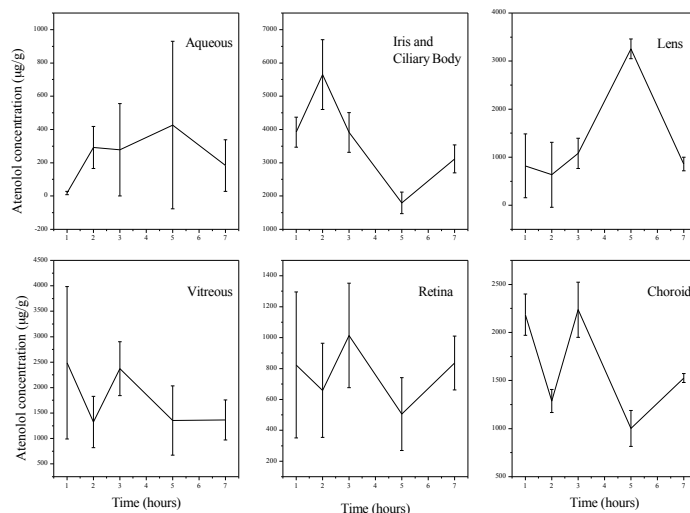 Atenolol concentration (µg/g)
1000
800
600
400
200
0
-200
Aqueous
1 2 3 4 5 6 7
7000
6000
5000
4000
3000
2000
1000
Iris and
Ciliary Body
1 2 3 4 5 6 7
4000
3000
2000
1000
0
Lens
1 2 3 4 5 6 7
Atenolol concentration (µg/g)
4500
4000
3500
3000
2500
2000
1500
1000
500
Vitreous
1 2 3 4 5 6 7
Time (hours)
1400
1200
1000
800
600
400
200
Retina
1 2 3 4 5 6 7
Time (hours)
2500
2000
1500
1000
500
Choroid
1 2 3 4 5 6 7
Time (hours)